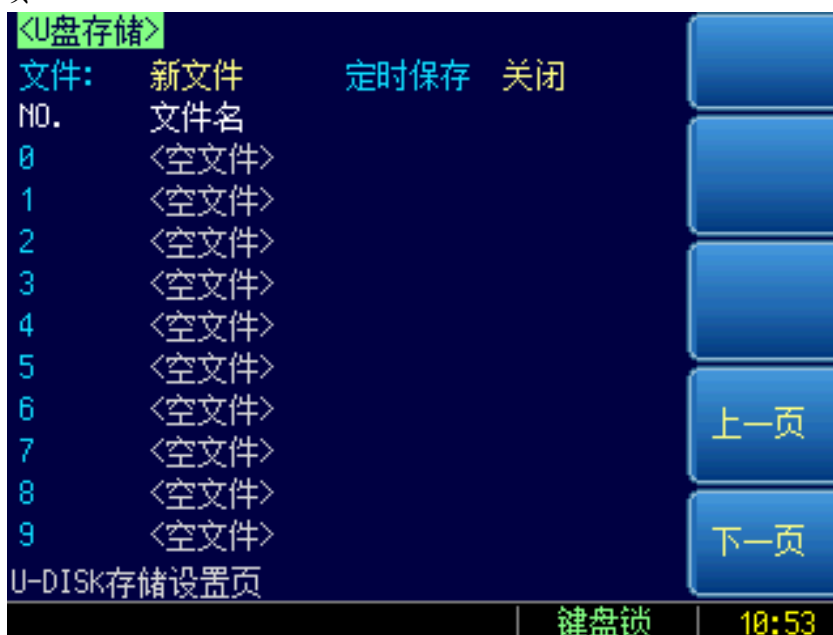 <U盘存储>
文件: 新文件 定时保存 关闭
NO. 文件名
0 <空文件>
1 <空文件>
2 <空文件>
3 <空文件>
4 <空文件>
5 <空文件>
6 <空文件>
7 <空文件>
8 <空文件>
9 <空文件>
上一页
下一页
U-DISK存储设置页
键盘锁 10:53